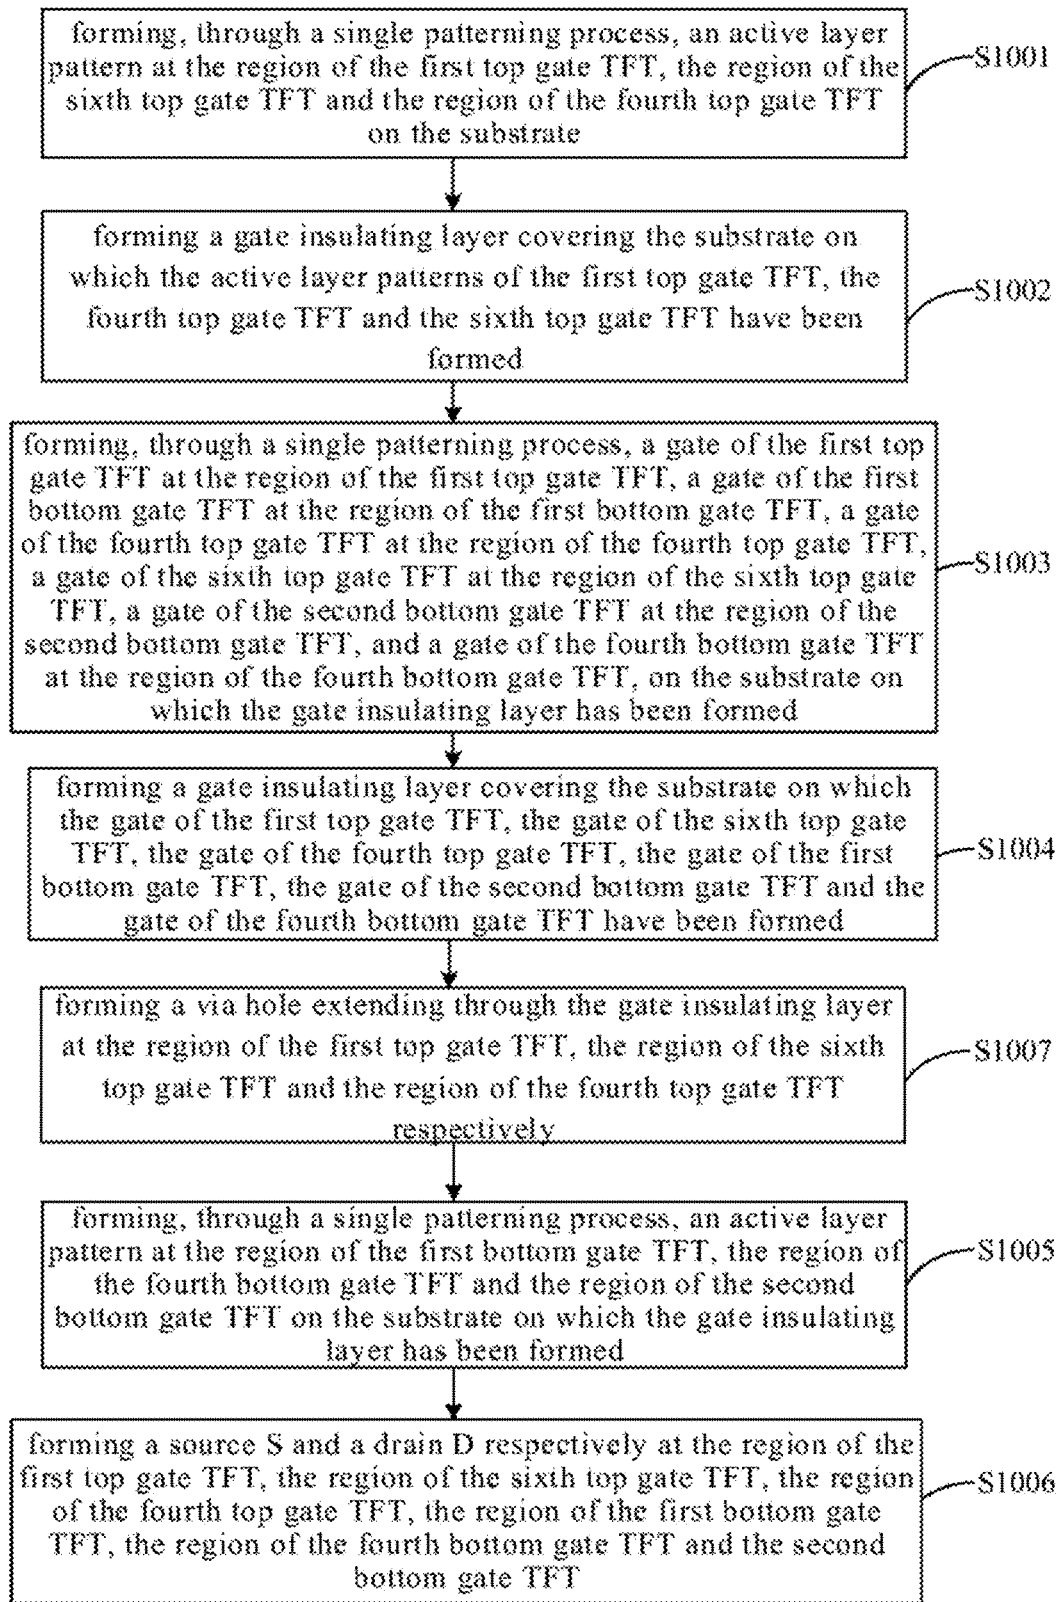 forming, through a single patterning process, an active layer
pattern at the region of the first top gate TFT, the region of the
sixth top gate TFT and the region of the fourth top gate TFT
on the substrate
S1001
forming a gate insulating layer covering the substrate on
which the active layer patterns of the first top gate TFT, the
fourth top gate TFT and the sixth top gate TFT have been
formed
S1002
forming, through a single patterning process, a gate of the first top
gate TFT at the region of the first top gate TFT, a gate of the first
bottom gate TFT at the region of the first bottom gate TFT, a gate
of the fourth top gate TFT at the region of the fourth top gate TFT,
a gate of the sixth top gate TFT at the region of the sixth top gate
TFT, a gate of the second bottom gate TFT at the region of the
second bottom gate TFT, and a gate of the fourth bottom gate TFT
at the region of the fourth bottom gate TFT, on the substrate on
which the gate insulating layer has been formed
S1003
forming a gate insulating layer covering the substrate on which
the gate of the first top gate TFT, the gate of the sixth top gate
TFT, the gate of the fourth top gate TFT, the gate of the first
bottom gate TFT, the gate of the second bottom gate TFT and the
gate of the fourth bottom gate TFT have been formed
S1004
forming a via hole extending through the gate insulating layer
at the region of the first top gate TFT, the region of the sixth
top gate TFT and the region of the fourth top gate TFT
respectively
S1007
forming, through a single patterning process, an active layer
pattern at the region of the first bottom gate TFT, the region of
the fourth bottom gate TFT and the region of the second
bottom gate TFT on the substrate on which the gate insulating
layer has been formed
S1005
forming a source S and a drain D respectively at the region of the
first top gate TFT, the region of the sixth top gate TFT, the region
of the fourth top gate TFT, the region of the first bottom gate
TFT, the region of the fourth bottom gate TFT and the second
bottom gate TFT
S1006